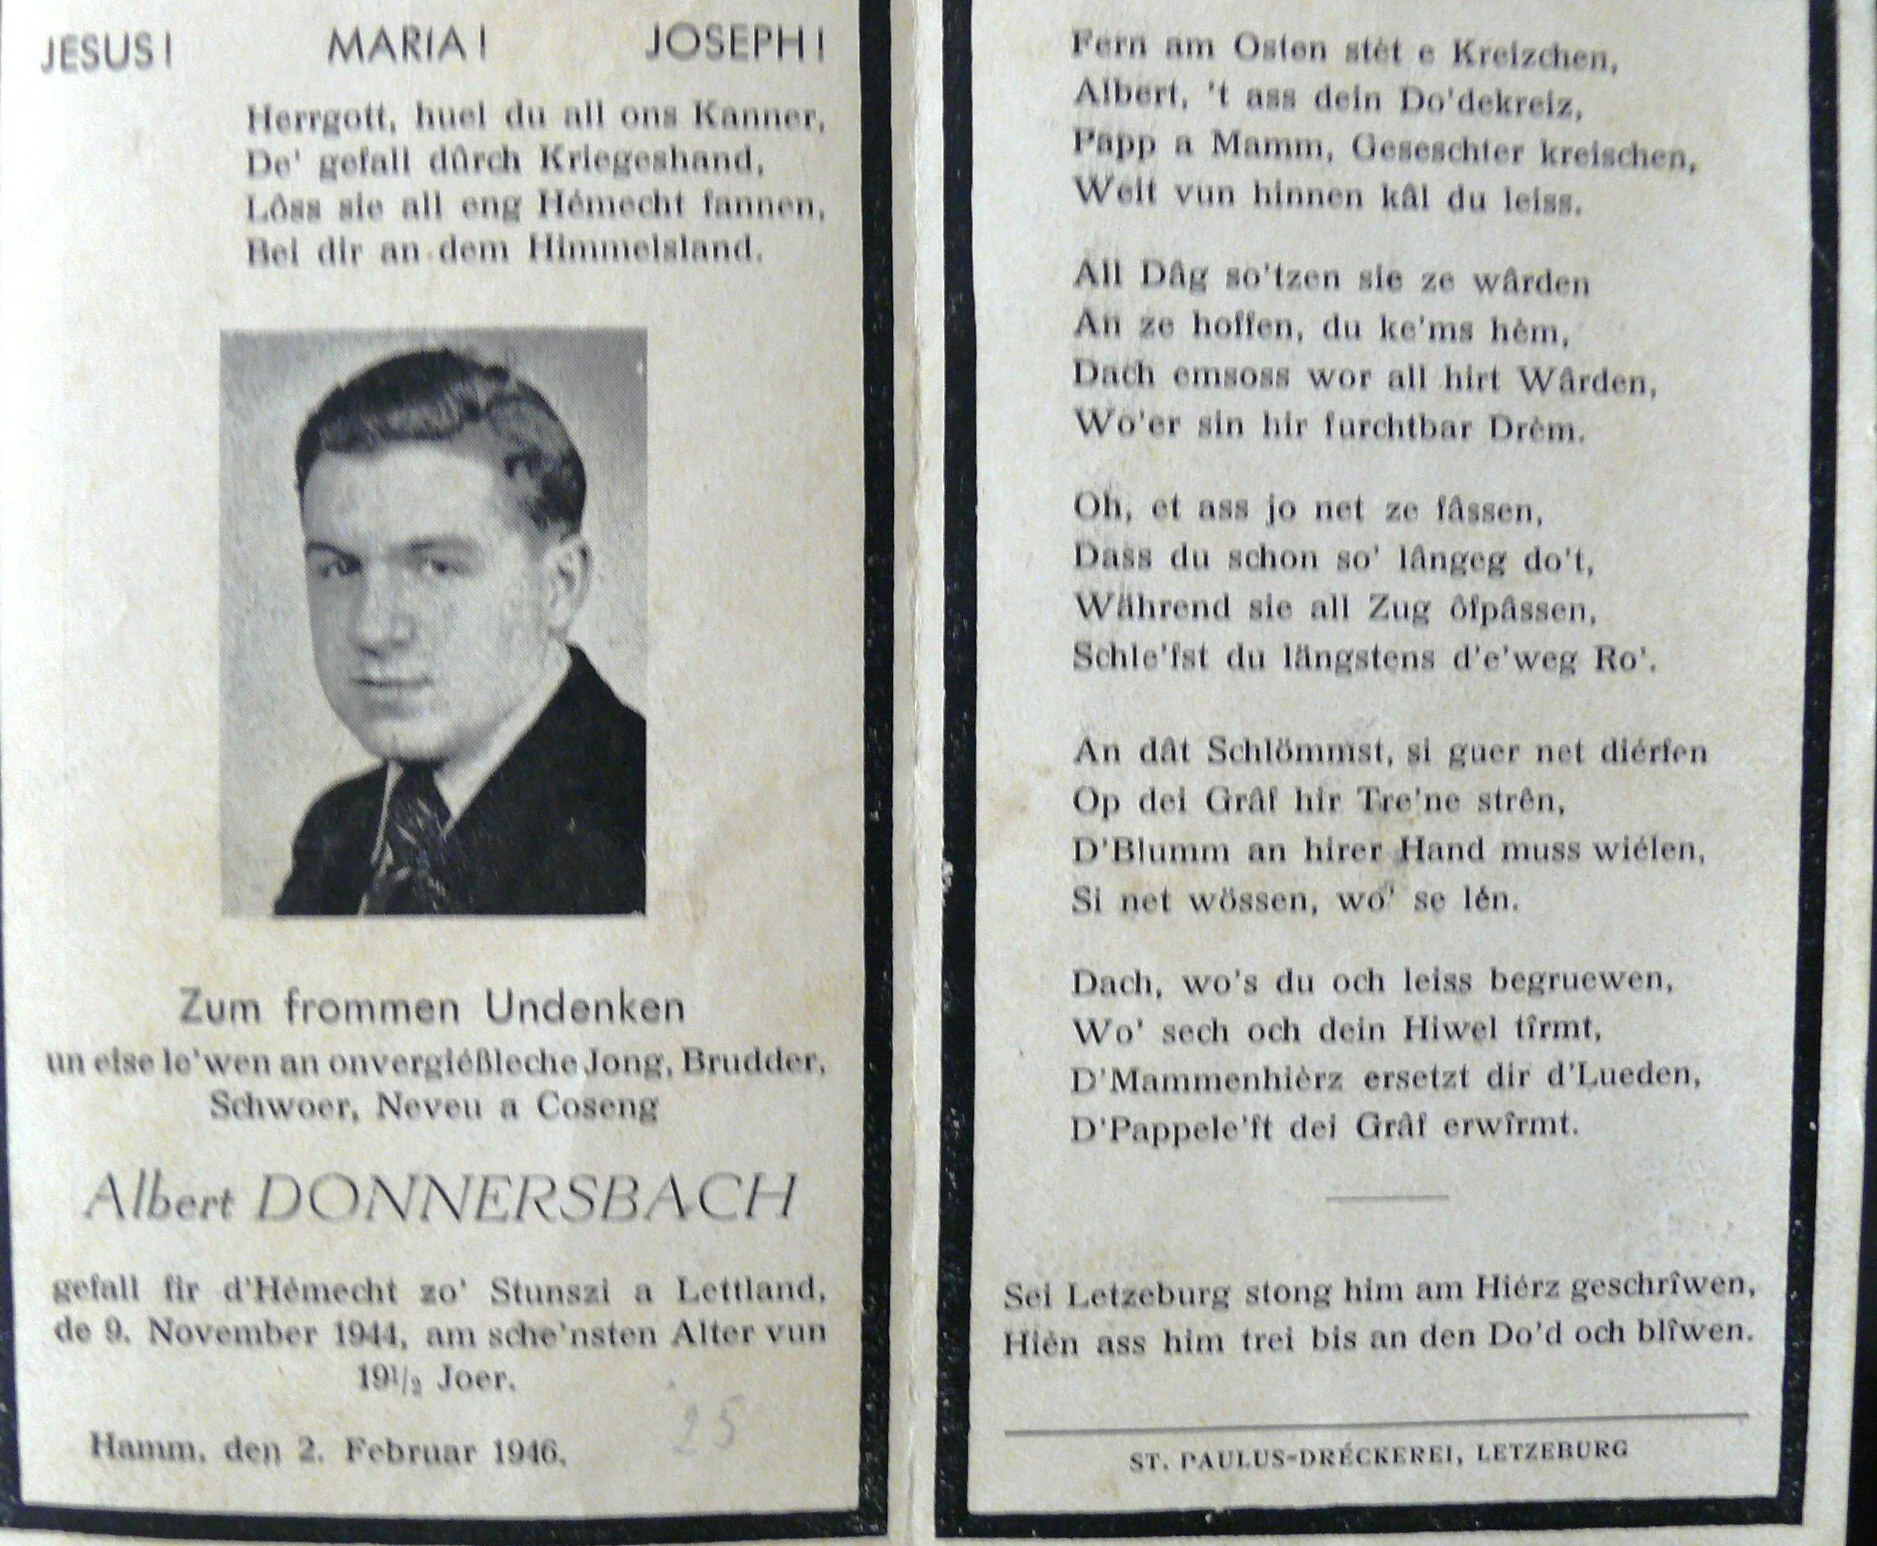 JESUS! MARIA! JOSEPH!
Herrgott, huel du all ons Kanner,
De' gefall dûrch Kriegeshand,
Lôss sie all eng Hémecht fannen,
Bei dir an dem Himmelsland.
Zum frommen Undenken
un eise le'wen an onvergiéßleche Jong, Brudder,
Schwoer, Neveu a Coseng
Albert DONNERSBACH
gefall fir d'Hémecht zo' Stunszi a Lettland,
de 9. November 1944, am sche'nsten Alter vun
19½ Joer.
Hamm, den 2. Februar 1946.
25
Fern am Osten stèt e Kreizchen,
Albert, 't ass dein Do'dekreiz,
Papp a Mamm, Geseschter kreischen,
Weit vun hinnen kâl du leiss.
All Dâg so'tzen sie ze wârden
An ze hoffen, du ke'ms hèm,
Dach emsoss wor all hirt Wârden,
Wo'er sin hir furchtbar Drèm.
Oh, et ass jo net ze fâssen,
Dass du schon so' lângeg do't,
Während sie all Zug ôfpâssen,
Schle'fst du längstens d'e'weg Ro'.
An dât Schlömmst, si guer net diérfen
Op dei Grâf hir Tre'ne strên,
D'Blumm an hirer Hand muss wiélen,
Si net wössen, wo' se lén.
Dach, wo's du och leiss begruewen,
Wo' sech och dein Hiwel tîrmt,
D'Mammenhièrz ersetzt dir d'Lueden,
D'Pappele'ft dei Grâf erwîrmt.
Sei Letzeburg stong him am Hiérz geschrîwen,
Hièn ass him trei bis an den Do'd och blîwen.
ST. PAULUS-DRÉCKEREI, LETZEBURG